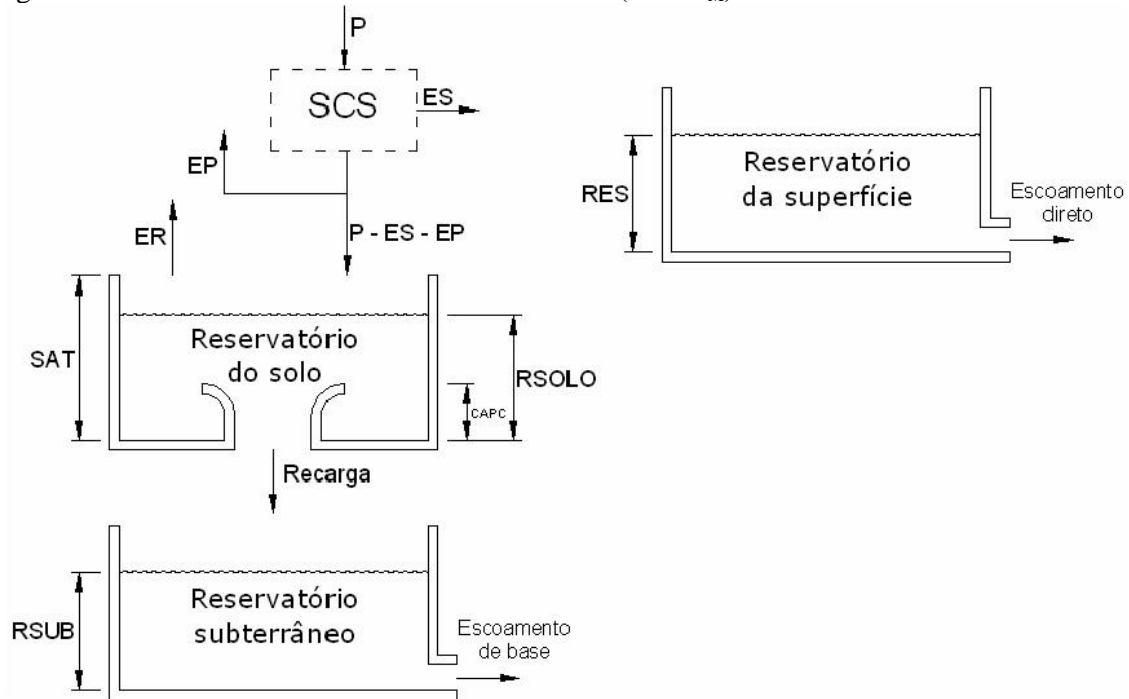 P
SCS
ES
EP
ER
P - ES - EP
SAT
Reservatório
do solo
RSOLO
CAPC
Recarga
RES
Reservatório
da superfície
Escoamento
direto
RSUB
Reservatório
subterrâneo
Escoamento
de base